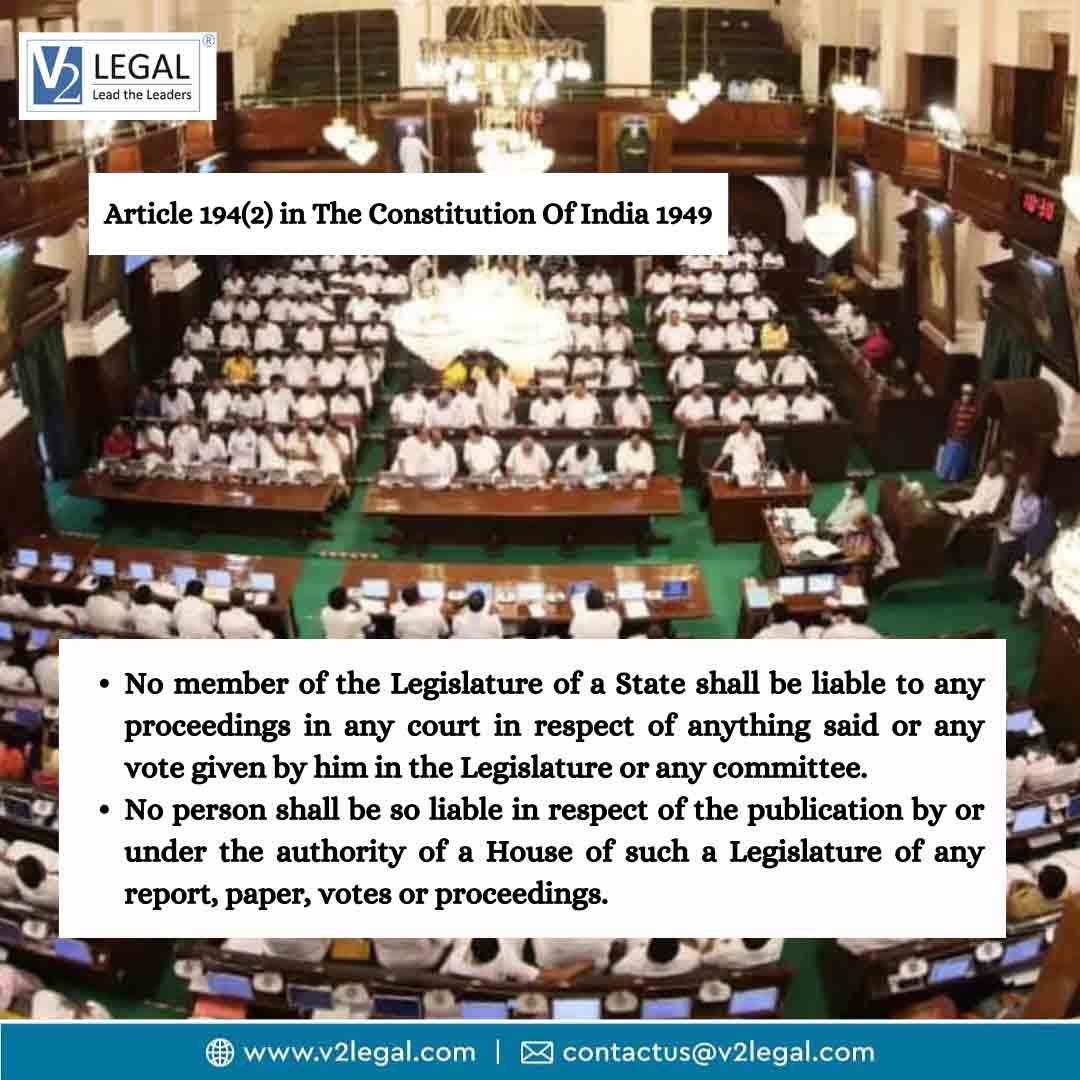 V2 LEGAL ®
Lead the Leaders
Article 194(2) in The Constitution Of India 1949
10:35
• No member of the Legislature of a State shall be liable to any
proceedings in any court in respect of anything said or any
vote given by him in the Legislature or any committee.
• No person shall be so liable in respect of the publication by or
under the authority of a House of such a Legislature of any
report, paper, votes or proceedings.
www.v2legal.com | contactus@v2legal.com